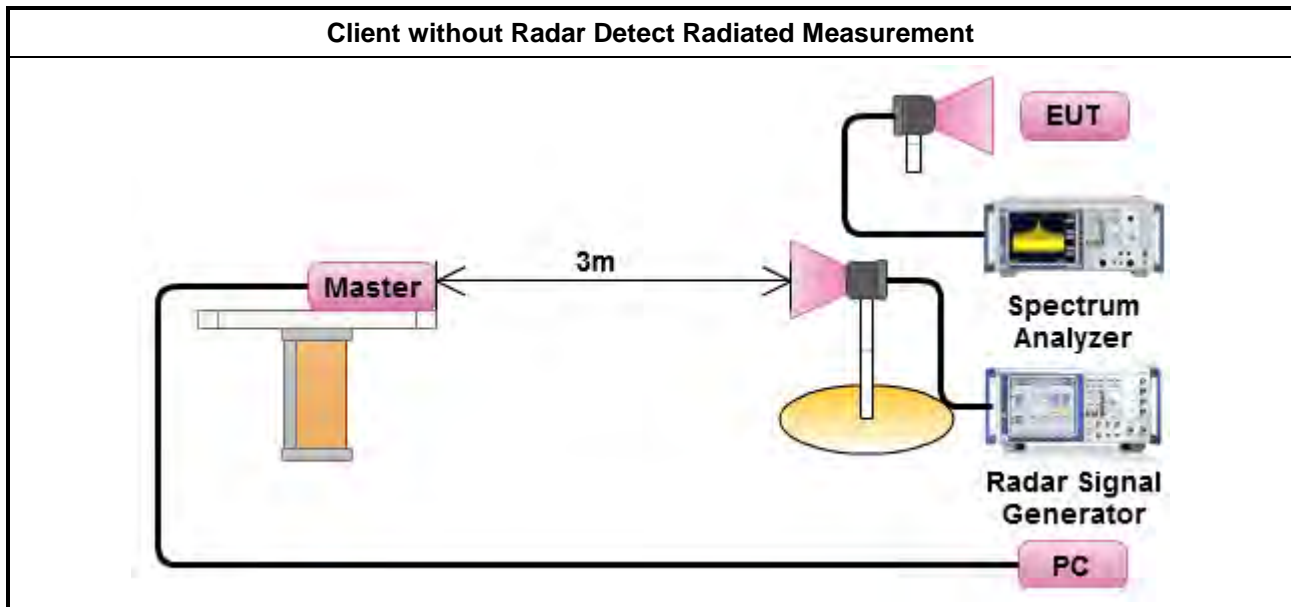 Client without Radar Detect Radiated Measurement
EUT
3m
Master
Spectrum
Analyzer
Radar Signal
Generator
PC